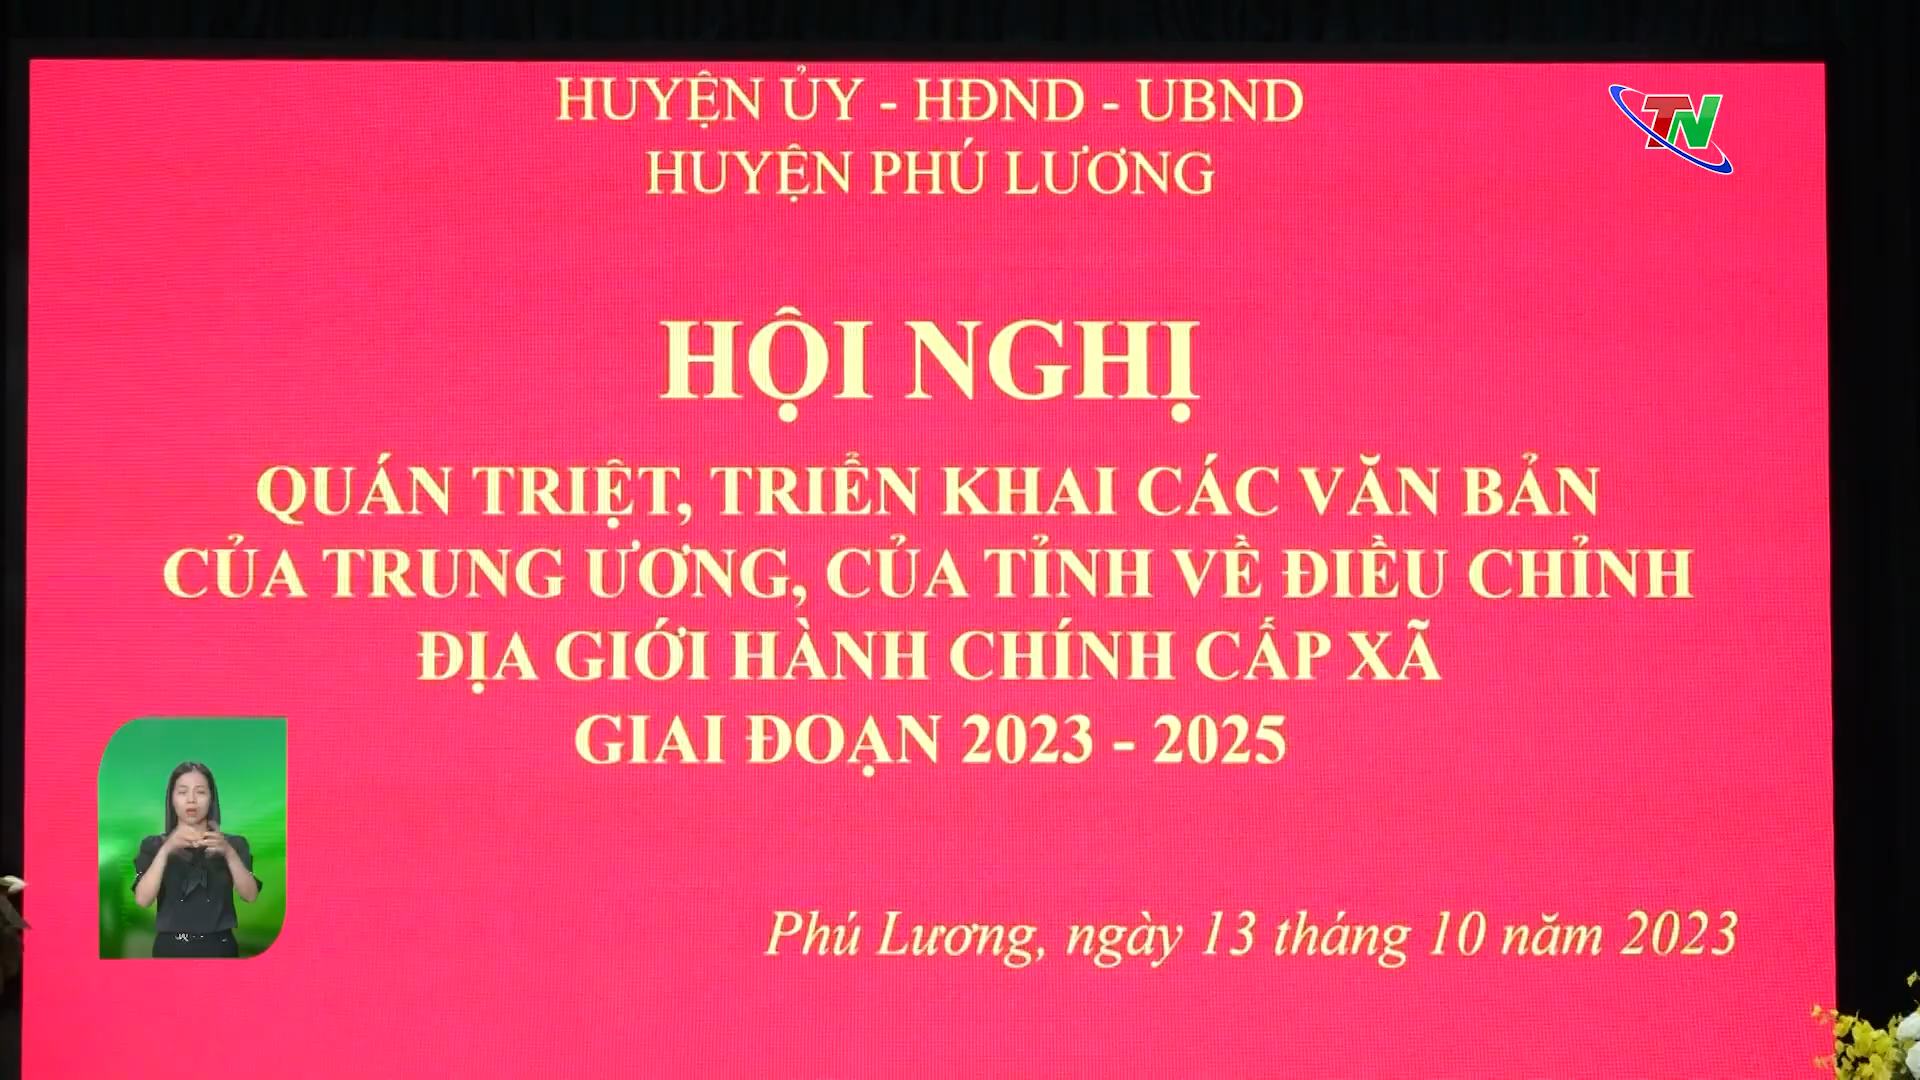 HUYỆN ỦY - HĐND - UBND
HUYỆN PHÚ LƯƠNG
TN
HỘI NGHỊ
QUÁN TRIỆT, TRIỂN KHAI CÁC VĂN BẢN
CỦA TRUNG ƯƠNG, CỦA TỈNH VỀ ĐIỀU CHỈNH
ĐỊA GIỚI HÀNH CHÍNH CẤP XÃ
GIAI ĐOẠN 2023 - 2025
Phú Lương, ngày 13 tháng 10 năm 2023